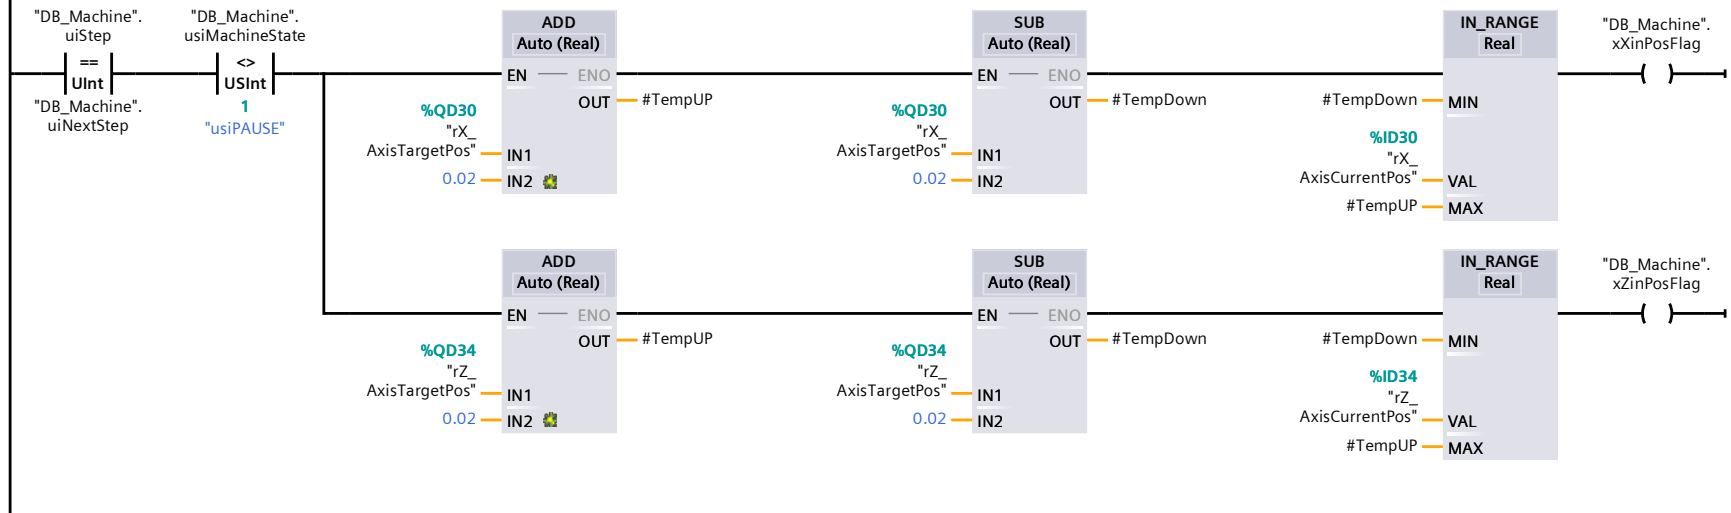 "DB_Machine".
uiStep
==
UInt
"DB_Machine".
uiNextStep
"DB_Machine".
usiMachineState
<>
USInt
1
"usiPAUSE"
ADD
Auto (Real)
EN
ENO
OUT
#TempUP
%QD30
"rX_
AxisTargetPos"
IN1
0.02
IN2
SUB
Auto (Real)
EN
ENO
OUT
#TempDown
%QD30
"rX_
AxisTargetPos"
IN1
0.02
IN2
IN_RANGE
Real
#TempDown
MIN
%ID30
"rX_
AxisCurrentPos"
VAL
#TempUP
MAX
"DB_Machine".
xXinPosFlag
ADD
Auto (Real)
EN
ENO
OUT
#TempUP
%QD34
"rZ_
AxisTargetPos"
IN1
0.02
IN2
SUB
Auto (Real)
EN
ENO
OUT
#TempDown
%QD34
"rZ_
AxisTargetPos"
IN1
0.02
IN2
IN_RANGE
Real
#TempDown
MIN
%ID34
"rZ_
AxisCurrentPos"
VAL
#TempUP
MAX
"DB_Machine".
xZinPosFlag